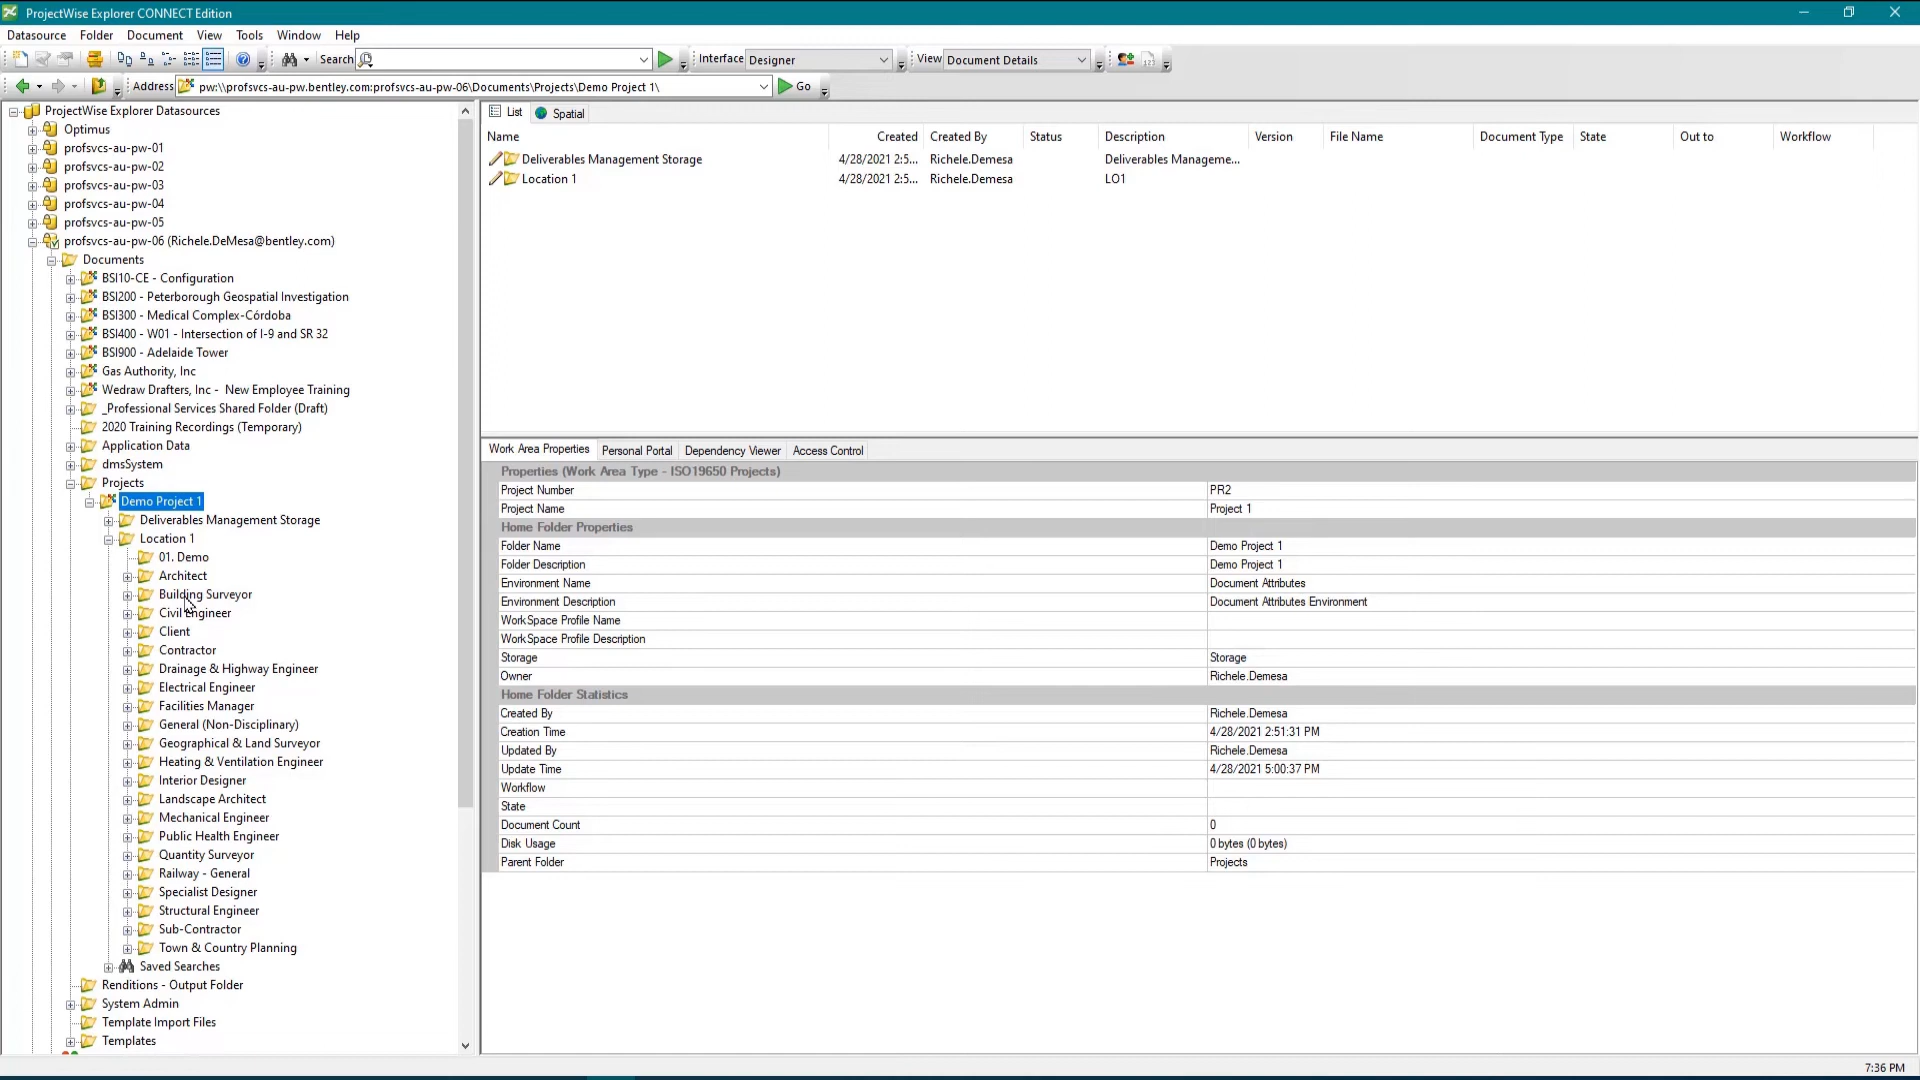 ProjectWise Explorer CONNECT Edition
Datasource Folder Document View Tools Window Help
Search Interface Designer View Document Details
Address pw:\\profsvcs-au-pw.bentley.com:profsvcs-au-pw-06\Documents\Projects\Demo Project 1\ Go
ProjectWise Explorer Datasources
Optimus
profsvcs-au-pw-01
profsvcs-au-pw-02
profsvcs-au-pw-03
profsvcs-au-pw-04
profsvcs-au-pw-05
profsvcs-au-pw-06 (Richele.DeMesa@bentley.com)
Documents
BSI10-CE - Configuration
BSI200 - Peterborough Geospatial Investigation
BSI300 - Medical Complex-Córdoba
BSI400 - W01 - Intersection of I-9 and SR 32
BSI900 - Adelaide Tower
Gas Authority, Inc
Wedraw Drafters, Inc - New Employee Training
_Professional Services Shared Folder (Draft)
2020 Training Recordings (Temporary)
Application Data
dmsSystem
Projects
Demo Project 1
Deliverables Management Storage
Location 1
01. Demo
Architect
Building Surveyor
Civil Engineer
Client
Contractor
Drainage & Highway Engineer
Electrical Engineer
Facilities Manager
General (Non-Disciplinary)
Geographical & Land Surveyor
Heating & Ventilation Engineer
Interior Designer
Landscape Architect
Mechanical Engineer
Public Health Engineer
Quantity Surveyor
Railway - General
Specialist Designer
Structural Engineer
Sub-Contractor
Town & Country Planning
Saved Searches
Renditions - Output Folder
System Admin
Template Import Files
Templates
List Spatial
Name Created Created By Status Description Version File Name Document Type State Out to Workflow
Deliverables Management Storage 4/28/2021 2:5... Richele.Demesa Deliverables Manageme...
Location 1 4/28/2021 2:5... Richele.Demesa LO1
Work Area Properties Personal Portal Dependency Viewer Access Control
Properties (Work Area Type - ISO19650 Projects)
Project Number PR2
Project Name Project 1
Home Folder Properties
Folder Name Demo Project 1
Folder Description Demo Project 1
Environment Name Document Attributes
Environment Description Document Attributes Environment
WorkSpace Profile Name
WorkSpace Profile Description
Storage Storage
Owner Richele.Demesa
Home Folder Statistics
Created By Richele.Demesa
Creation Time 4/28/2021 2:51:31 PM
Updated By Richele.Demesa
Update Time 4/28/2021 5:00:37 PM
Workflow
State
Document Count 0
Disk Usage 0 bytes (0 bytes)
Parent Folder Projects
7:36 PM